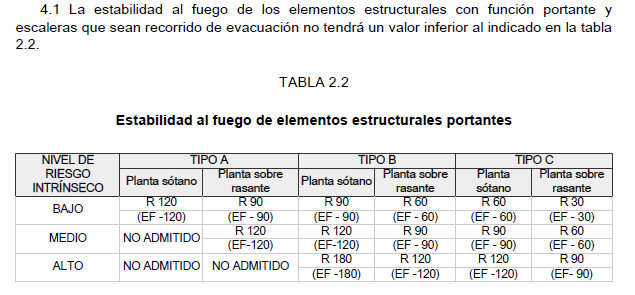 4.1 La estabilidad al fuego de los elementos estructurales con función portante y
escaleras que sean recorrido de evacuación no tendrá un valor inferior al indicado en la tabla
2.2.
TABLA 2.2
Estabilidad al fuego de elementos estructurales portantes
NIVEL DE RIESGO INTRÍNSECO TIPO A TIPO B TIPO C
Planta sótano Planta sobre rasante Planta sótano Planta sobre rasante Planta sótano Planta sobre rasante
BAJO R 120 (EF -120) R 90 (EF - 90) R 90 (EF - 90) R 60 (EF - 60) R 60 (EF - 60) R 30 (EF - 30)
MEDIO NO ADMITIDO R 120 (EF-120) R 120 (EF-120) R 90 (EF - 90) R 90 (EF - 90) R 60 (EF - 60)
ALTO NO ADMITIDO NO ADMITIDO R 180 (EF -180) R 120 (EF -120) R 120 (EF -120) R 90 (EF- 90)